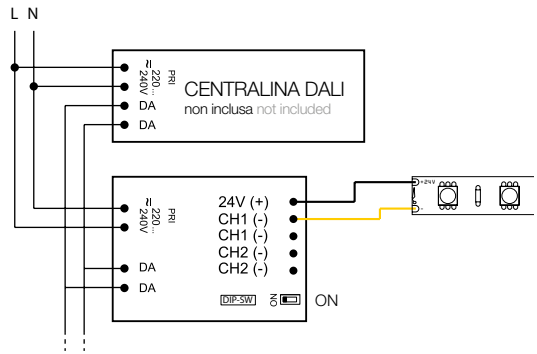 L N
≂ 220...
240V
PRI
DA
DA
CENTRALINA DALI
non inclusa not included
≂ 220...
240V
PRI
DA
DA
24V (+)
CH1 (-)
CH1 (-)
CH2 (-)
CH2 (-)
DIP-SW
ON
ON
+24V
-